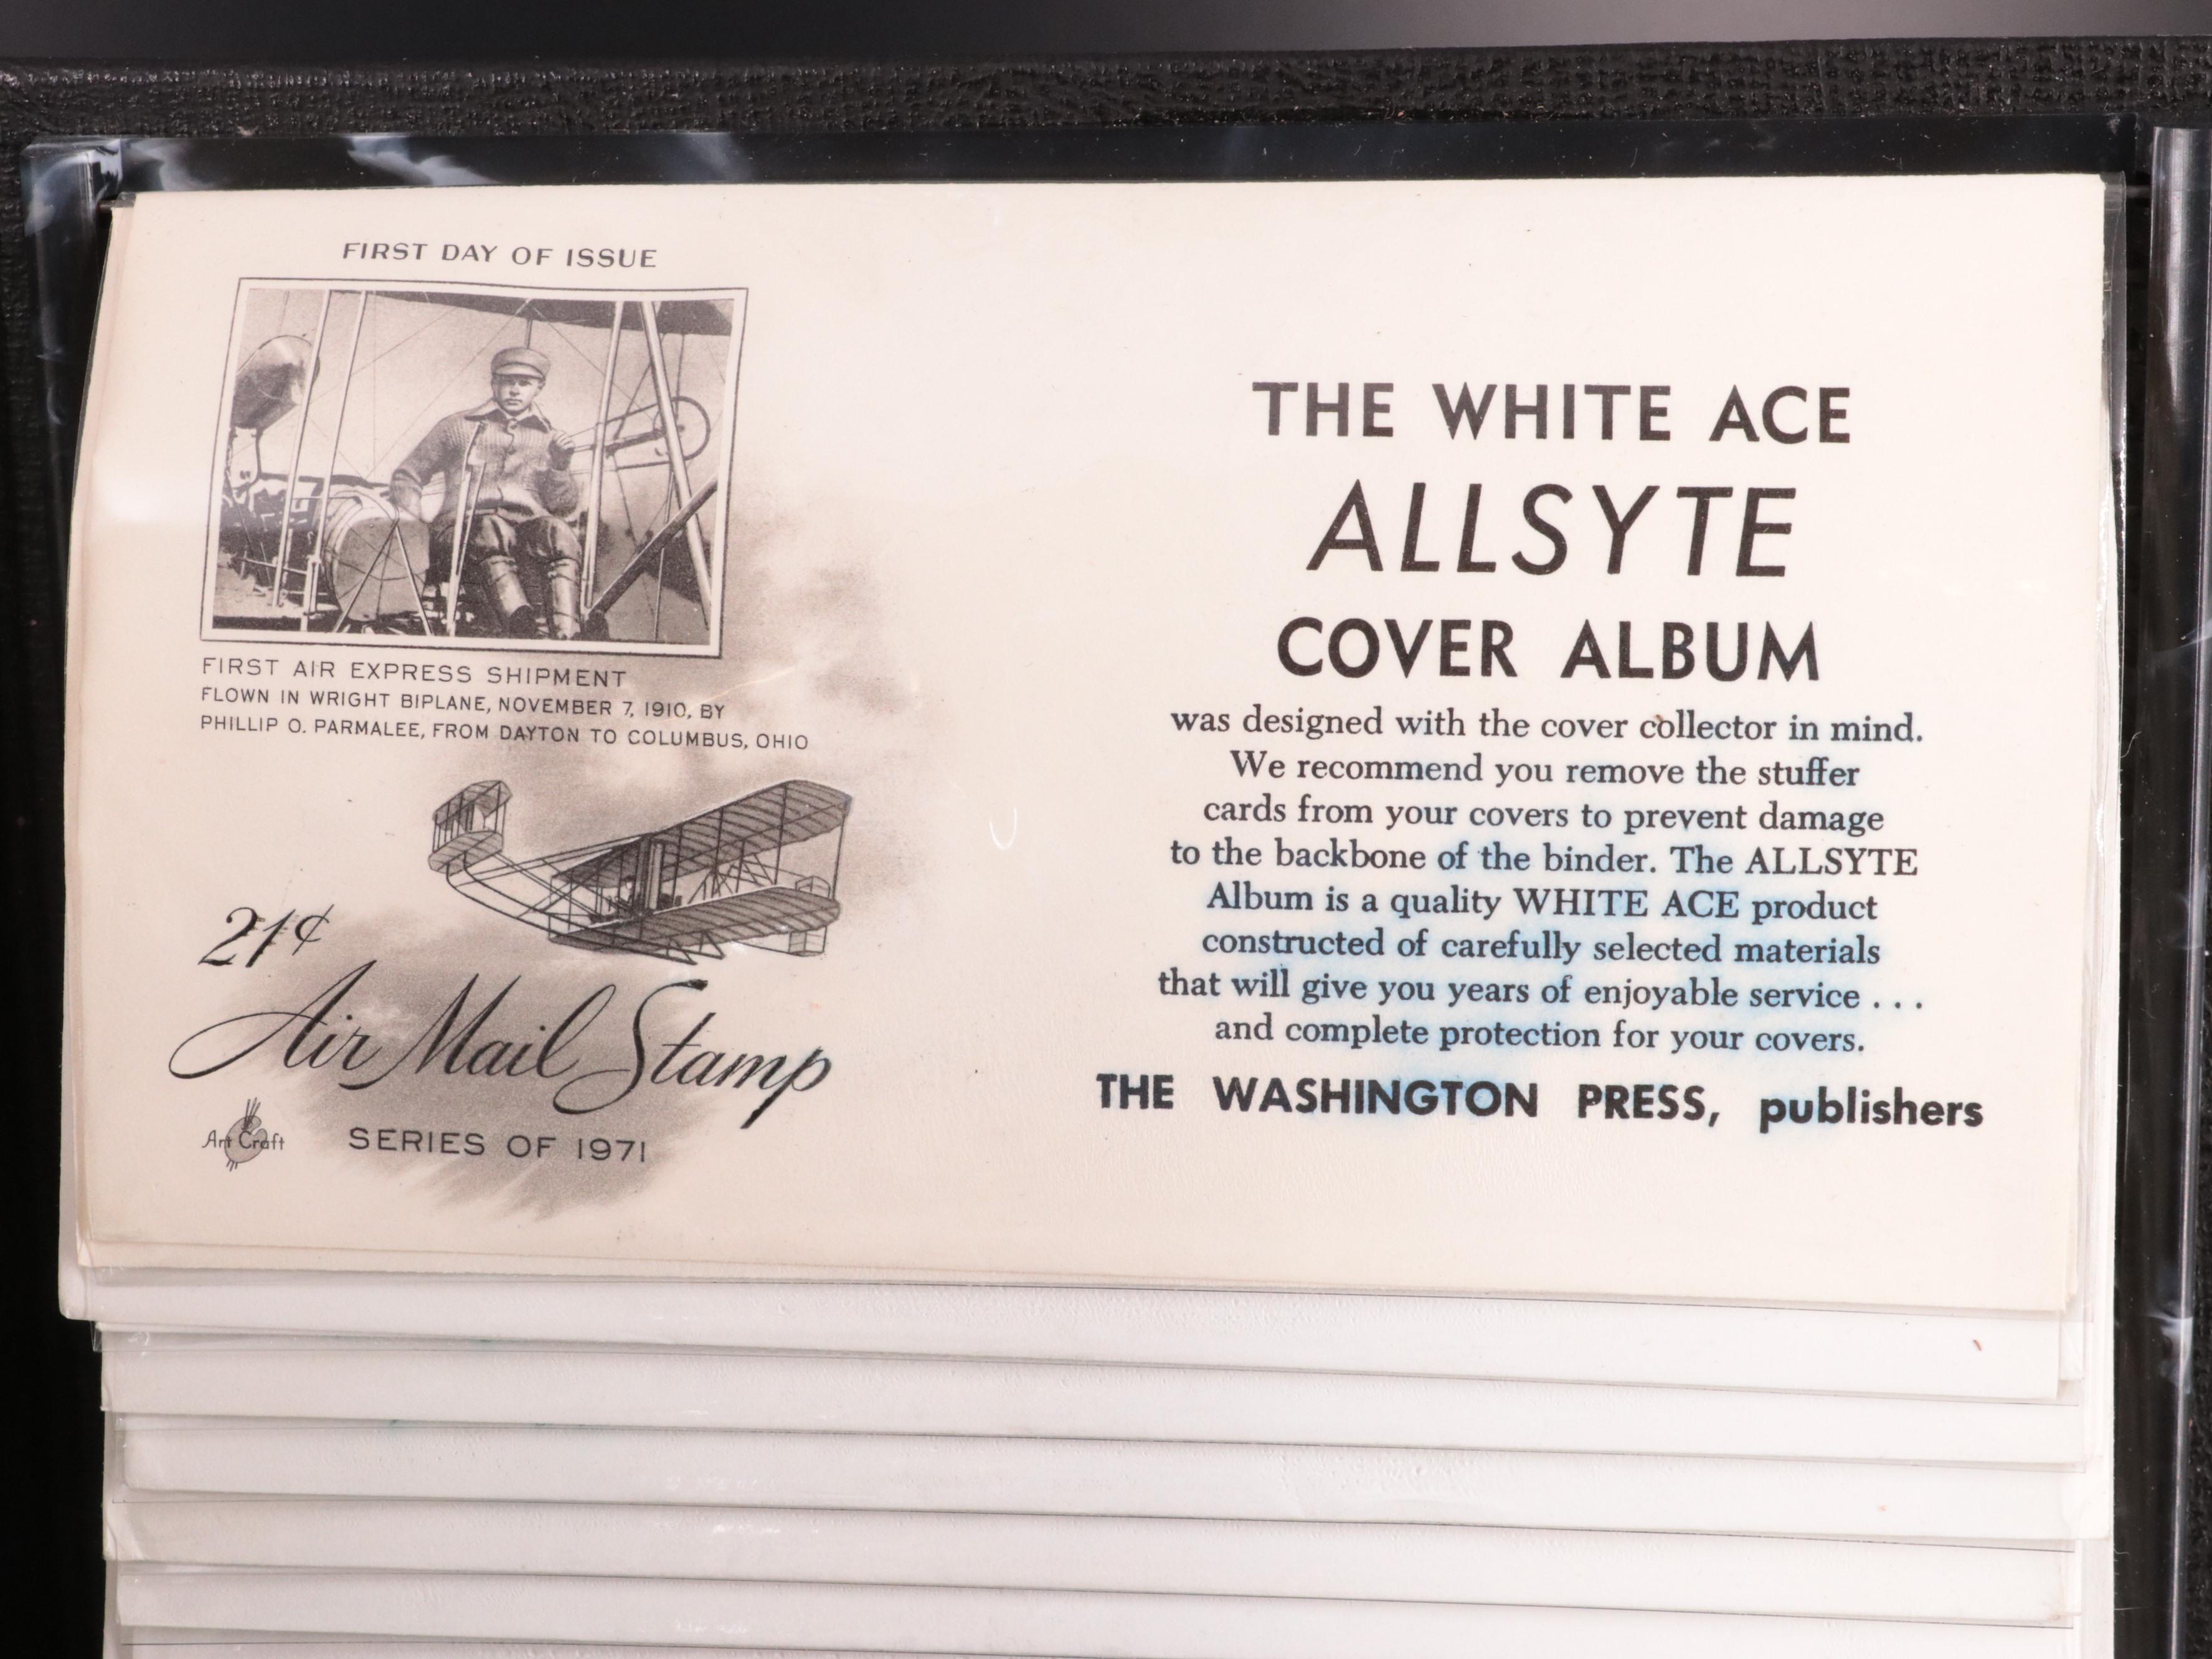 FIRST DAY OF ISSUE
FIRST AIR EXPRESS SHIPMENT
FLOWN IN WRIGHT BIPLANE, NOVEMBER 7, 1910, BY
PHILLIP O. PARMALEE, FROM DAYTON TO COLUMBUS, OHIO
21¢
Air Mail Stamp
Art Craft
SERIES OF 1971
THE WHITE ACE
ALLSYTE
COVER ALBUM
was designed with the cover collector in mind.
We recommend you remove the stuffer
cards from your covers to prevent damage
to the backbone of the binder. The ALLSYTE
Album is a quality WHITE ACE product
constructed of carefully selected materials
that will give you years of enjoyable service . . .
and complete protection for your covers.
THE WASHINGTON PRESS, publishers